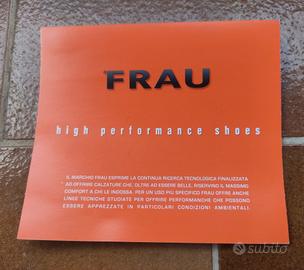 FRAU
high performance shoes
IL MARCHIO FRAU ESPRIME LA CONTINUA RICERCA TECNOLOGICA FINALIZZATA
AD OFFRIRE CALZATURE CHE, OLTRE AD ESSERE BELLE, RISERVINO IL MASSIMO
COMFORT A CHI LE INDOSSA. PER UN USO PIU SPECIFICO FRAU OFFRE ANCHE
LINEE TECNICHE STUDIATE PER OFFRIRE PERFORMANCE CHE POSSONO
ESSERE APPREZZATE IN PARTICOLARI CONDIZIONI AMBIENTALI.
subito